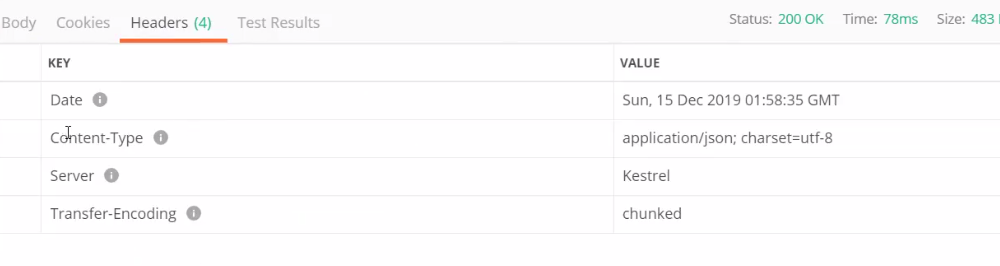 Body Cookies Headers (4) Test Results Status: 200 OK Time: 78ms Size: 483
KEY VALUE
Date Sun, 15 Dec 2019 01:58:35 GMT
Content-Type application/json; charset=utf-8
Server Kestrel
Transfer-Encoding chunked